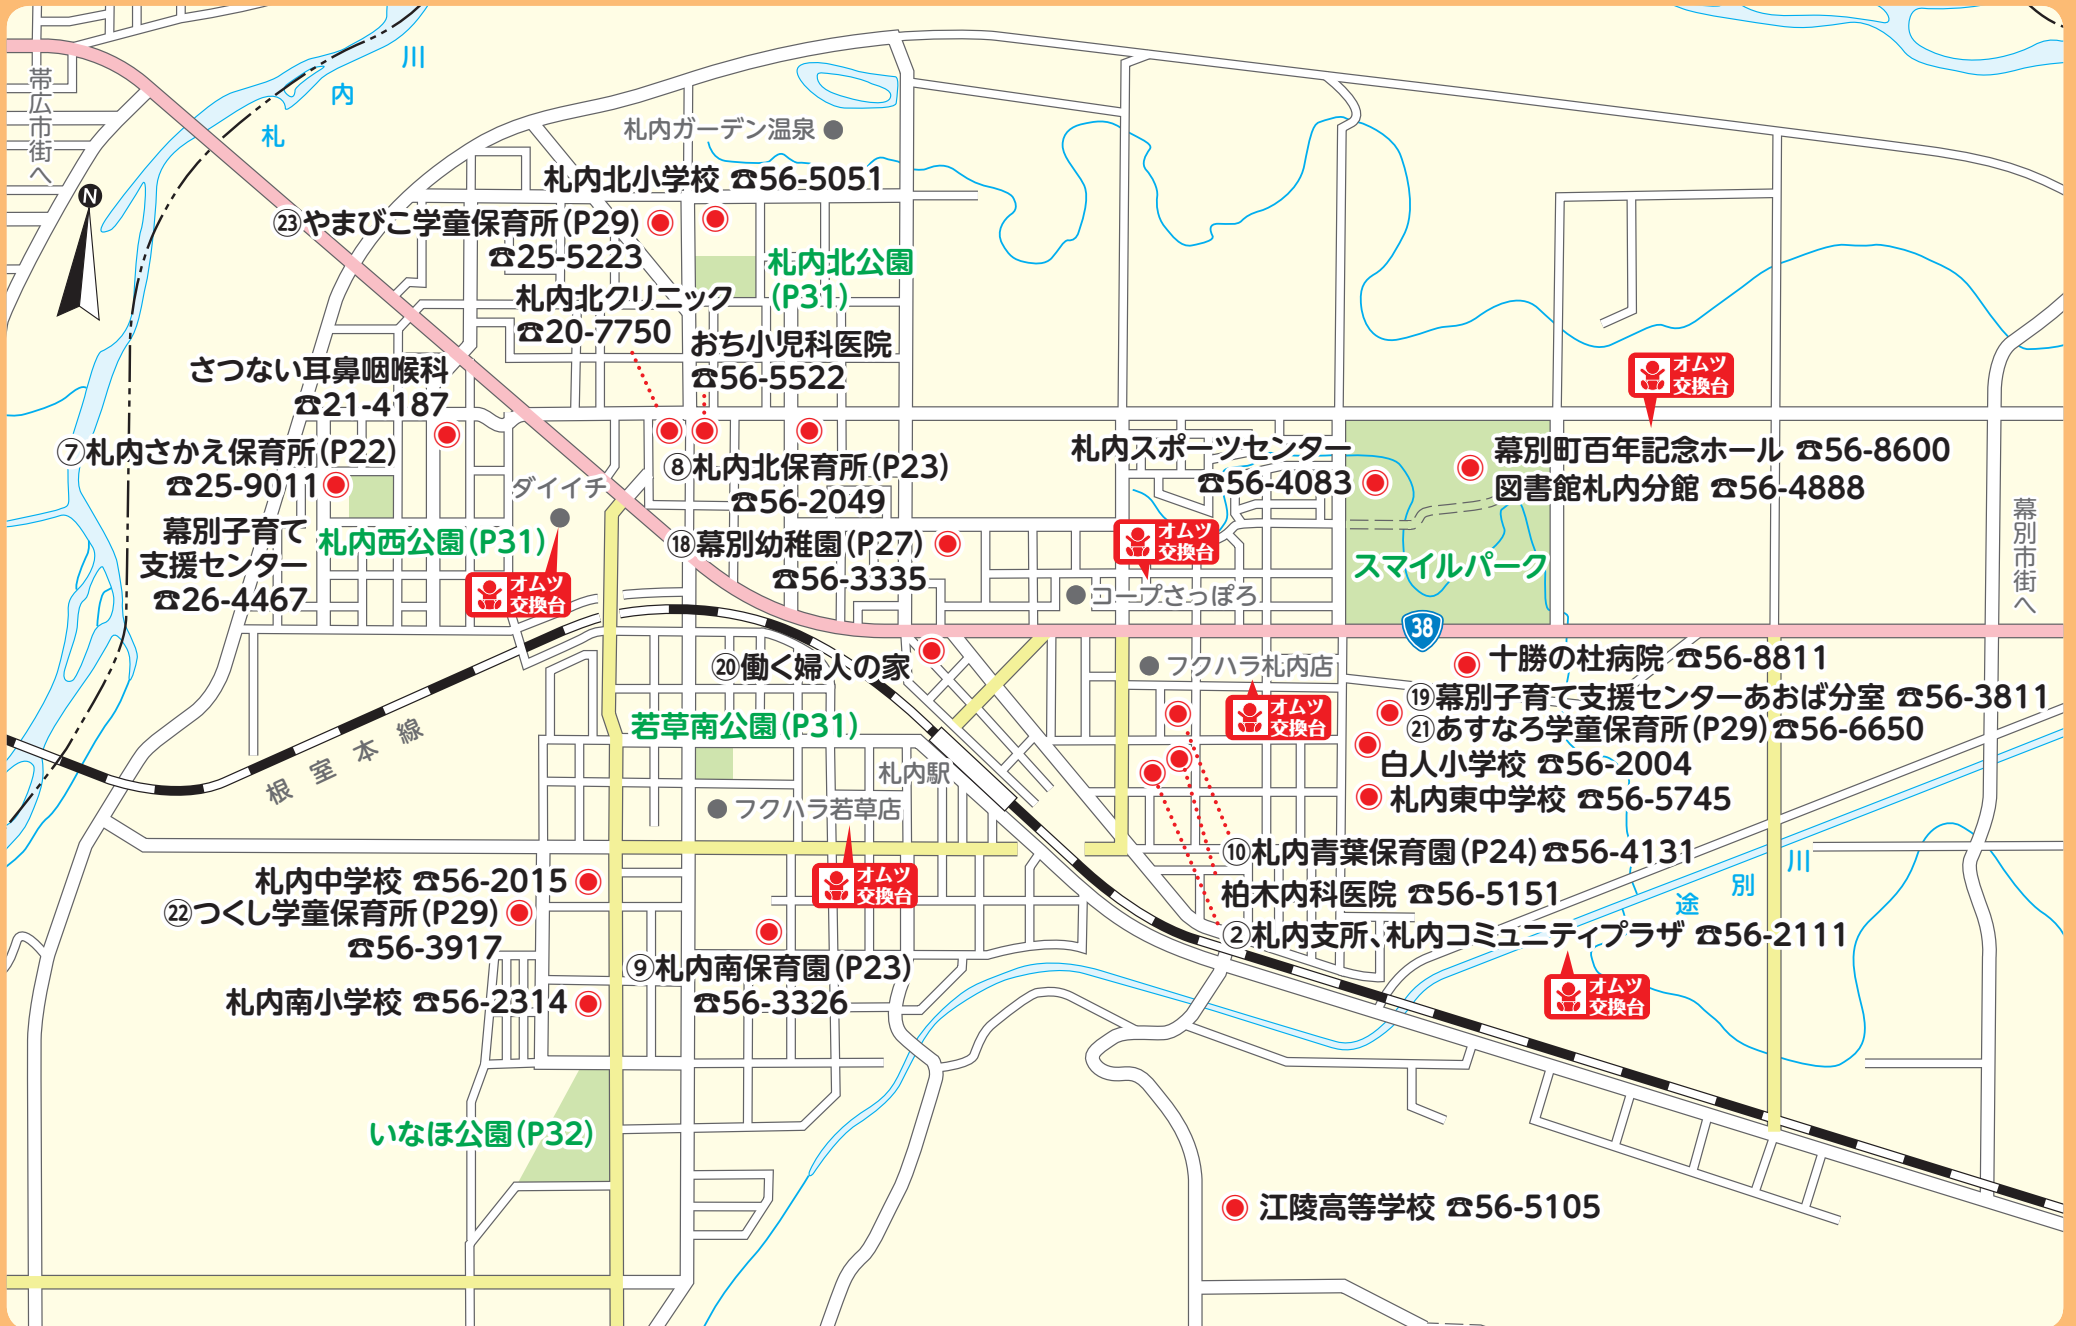 川
内
札
帯広市街へ
N
札内ガーデン温泉
札内北小学校 ☎56-5051
㉓やまびこ学童保育所(P29)
☎25-5223
札内北公園
(P31)
札内北クリニック
☎20-7750
おち小児科医院
☎56-5522
さつない耳鼻咽喉科
☎21-4187
オムツ
交換台
⑦札内さかえ保育所(P22)
☎25-9011
ダイイチ
⑧札内北保育所(P23)
☎56-2049
札内スポーツセンター
☎56-4083
幕別町百年記念ホール ☎56-8600
図書館札内分館 ☎56-4888
幕別市街へ
幕別子育て
支援センター
☎26-4467
札内西公園(P31)
オムツ
交換台
⑱幕別幼稚園(P27)
☎56-3335
オムツ
交換台
コープさっぽろ
スマイルパーク
38
⑳働く婦人の家
フクハラ札内店
オムツ
交換台
十勝の杜病院 ☎56-8811
⑲幕別子育て支援センターあおば分室 ☎56-3811
㉑あすなろ学童保育所(P29)☎56-6650
白人小学校 ☎56-2004
札内東中学校 ☎56-5745
若草南公園(P31)
根室本線
札内駅
フクハラ若草店
オムツ
交換台
⑩札内青葉保育園(P24)☎56-4131
柏木内科医院 ☎56-5151
②札内支所、札内コミュニティプラザ ☎56-2111
オムツ
交換台
川
別
途
札内中学校 ☎56-2015
㉒つくし学童保育所(P29)
☎56-3917
⑨札内南保育園(P23)
☎56-3326
札内南小学校 ☎56-2314
いなほ公園(P32)
江陵高等学校 ☎56-5105